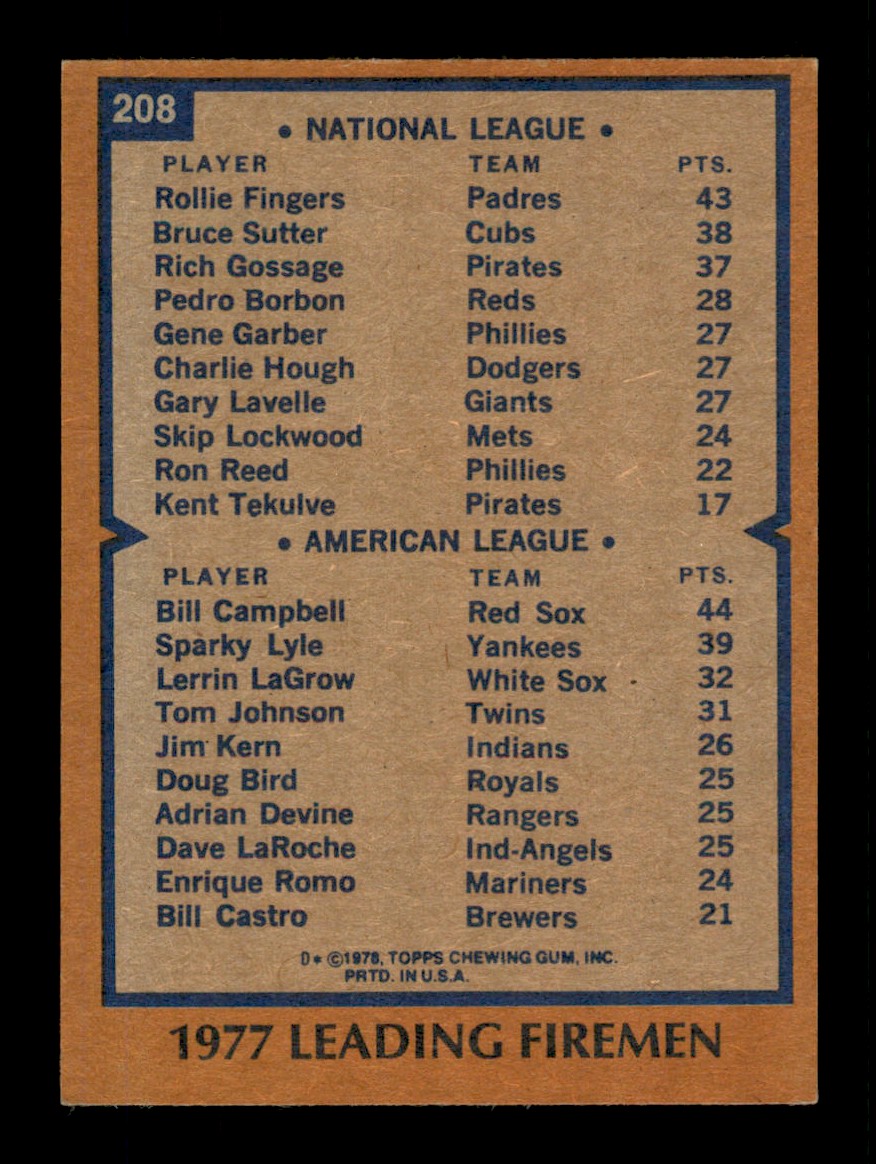 208
• NATIONAL LEAGUE •
PLAYER TEAM PTS.
Rollie Fingers Padres 43
Bruce Sutter Cubs 38
Rich Gossage Pirates 37
Pedro Borbon Reds 28
Gene Garber Phillies 27
Charlie Hough Dodgers 27
Gary Lavelle Giants 27
Skip Lockwood Mets 24
Ron Reed Phillies 22
Kent Tekulve Pirates 17
• AMERICAN LEAGUE •
PLAYER TEAM PTS.
Bill Campbell Red Sox 44
Sparky Lyle Yankees 39
Lerrin LaGrow White Sox 32
Tom Johnson Twins 31
Jim Kern Indians 26
Doug Bird Royals 25
Adrian Devine Rangers 25
Dave LaRoche Ind-Angels 25
Enrique Romo Mariners 24
Bill Castro Brewers 21
D* ©1978, TOPPS CHEWING GUM, INC.
PRTD. IN U.S.A.
1977 LEADING FIREMEN